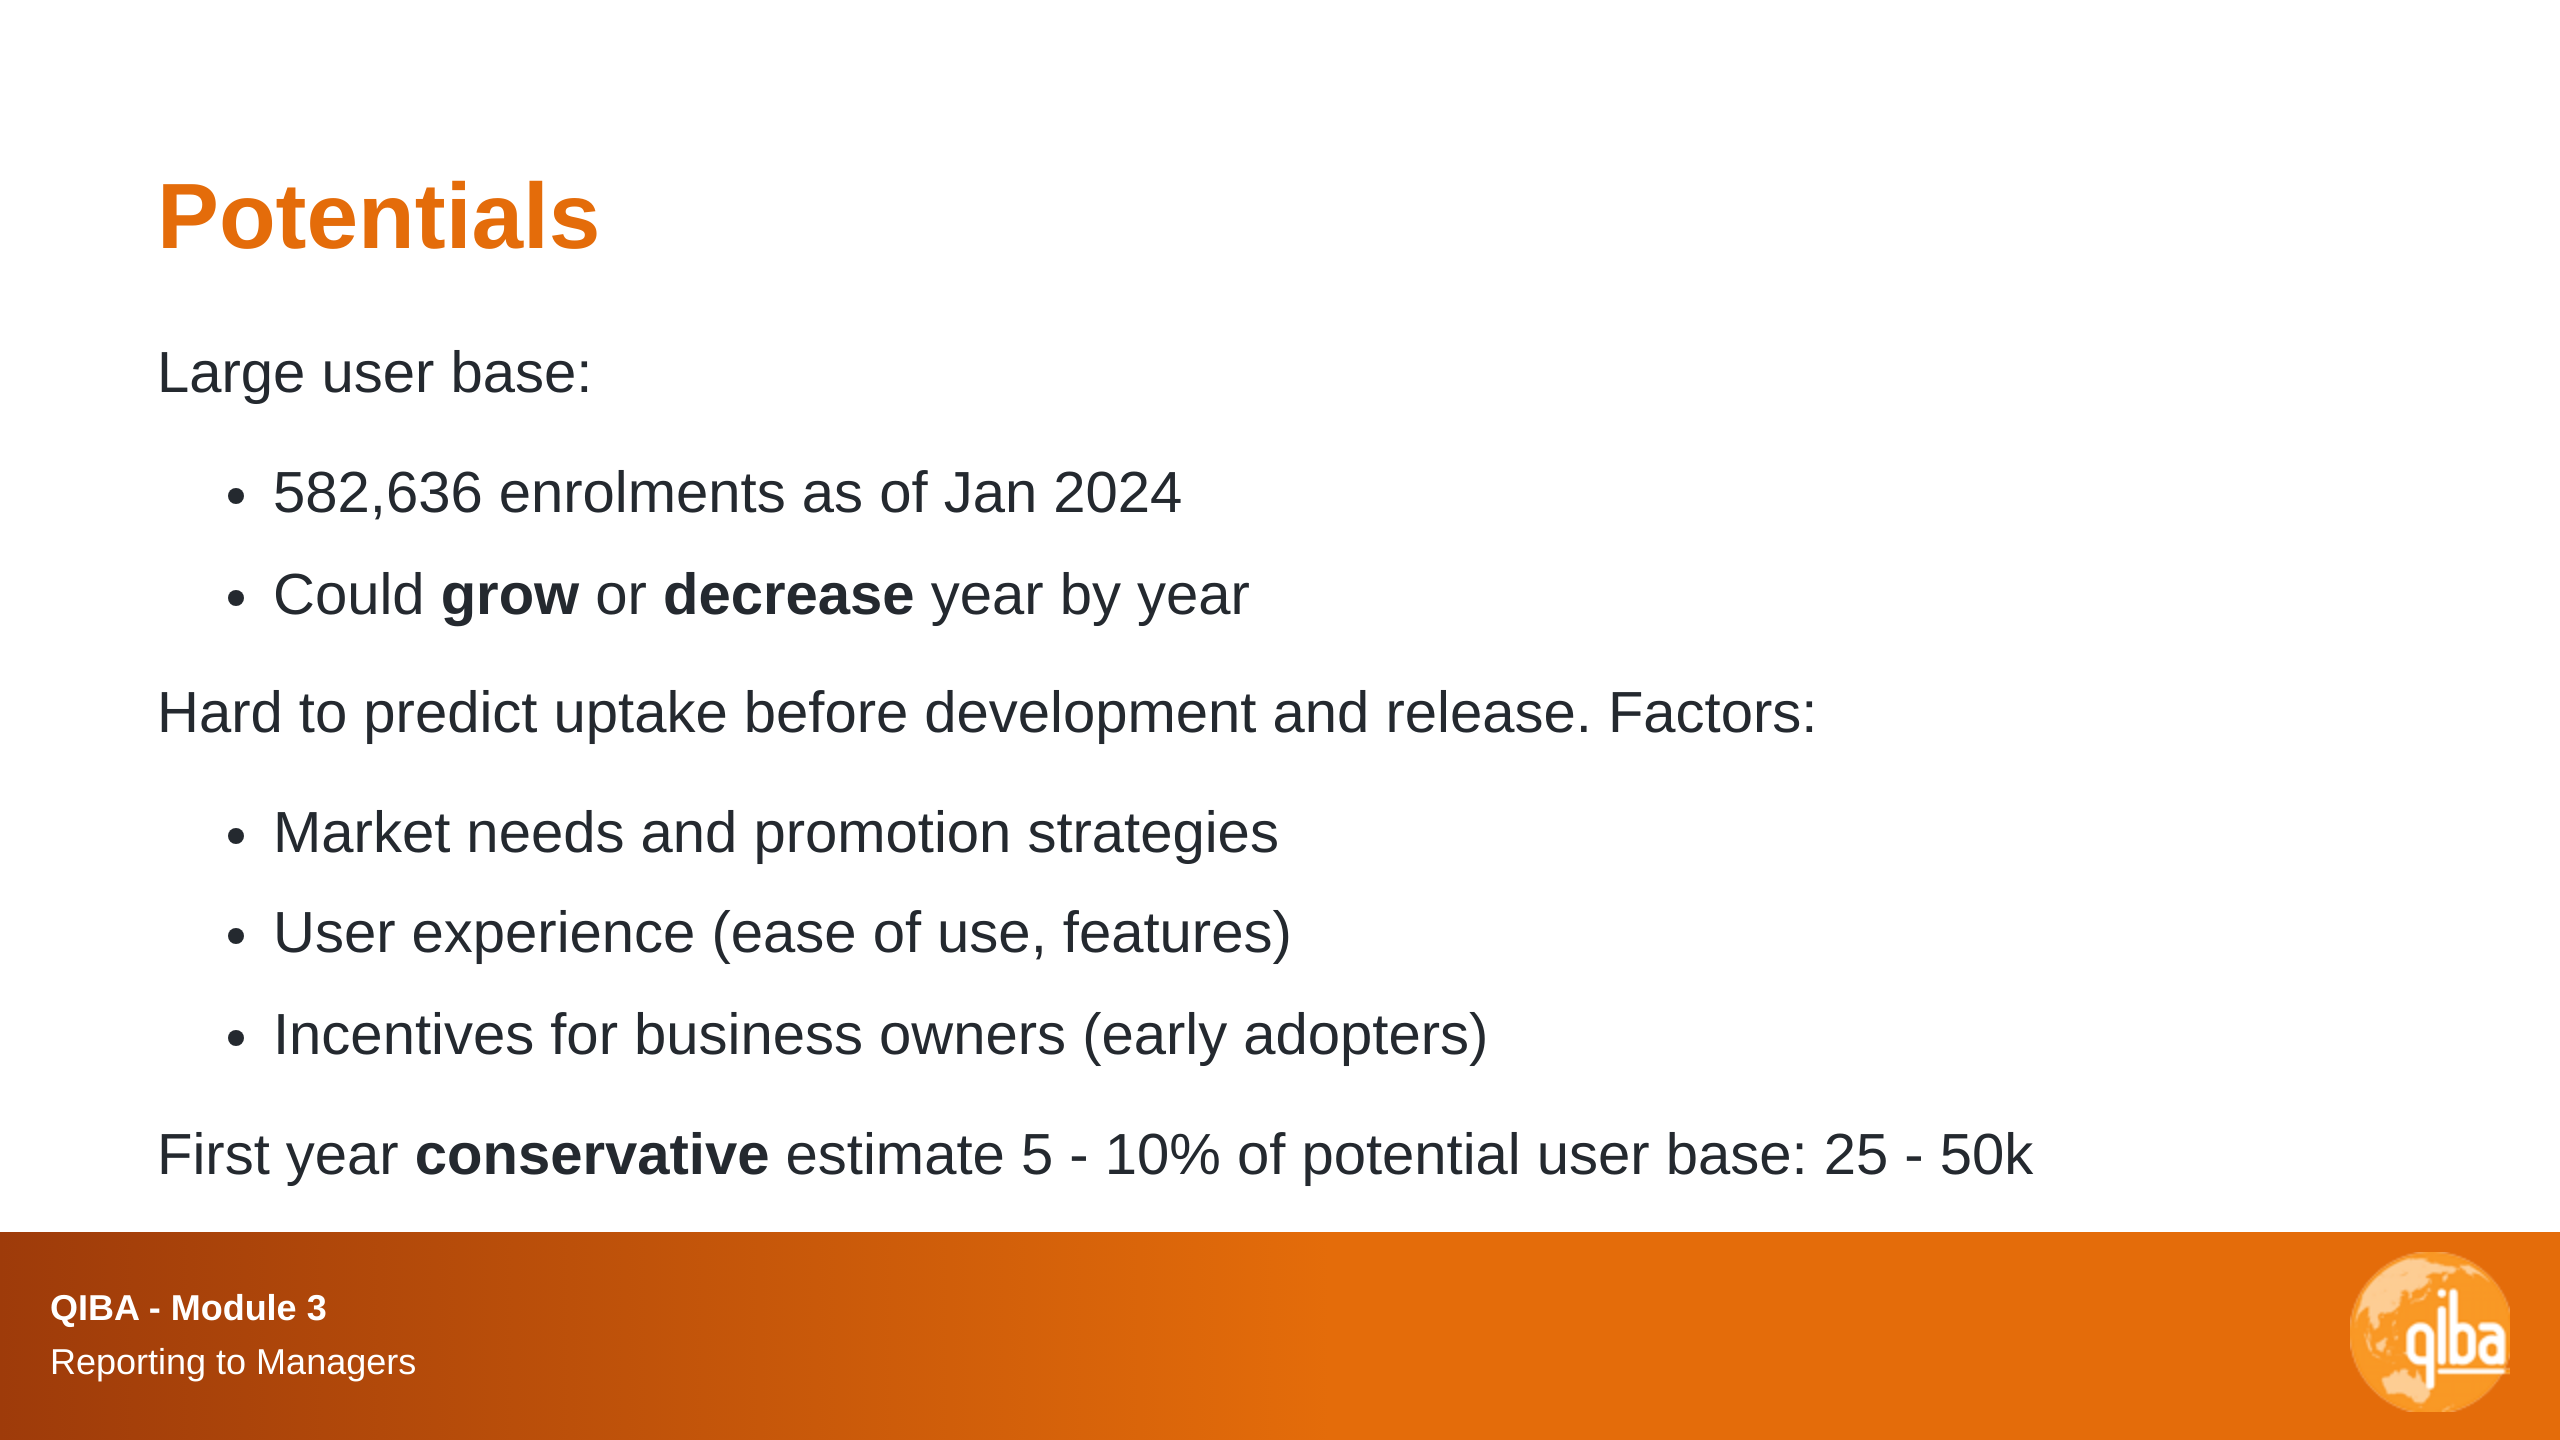 Potentials
Large user base:
• 582,636 enrolments as of Jan 2024
• Could grow or decrease year by year
Hard to predict uptake before development and release. Factors:
• Market needs and promotion strategies
• User experience (ease of use, features)
• Incentives for business owners (early adopters)
First year conservative estimate 5 - 10% of potential user base: 25 - 50k
QIBA - Module 3
Reporting to Managers
qiba